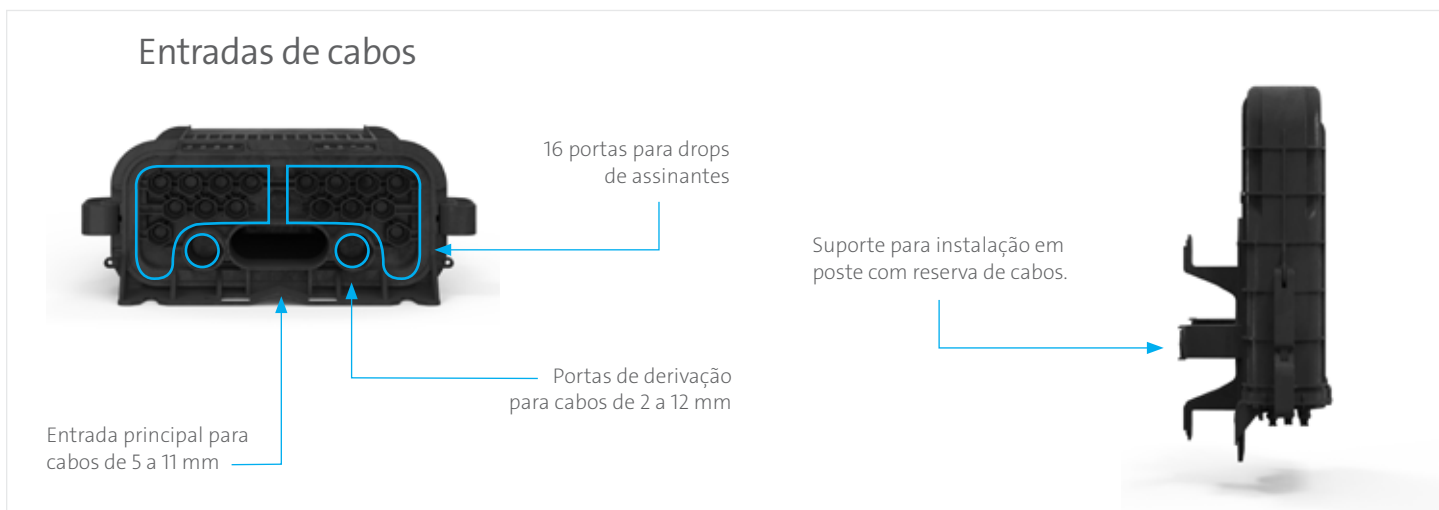 Entradas de cabos
16 portas para drops
de assinantes
Suporte para instalação em
poste com reserva de cabos.
Portas de derivação
para cabos de 2 a 12 mm
Entrada principal para
cabos de 5 a 11 mm